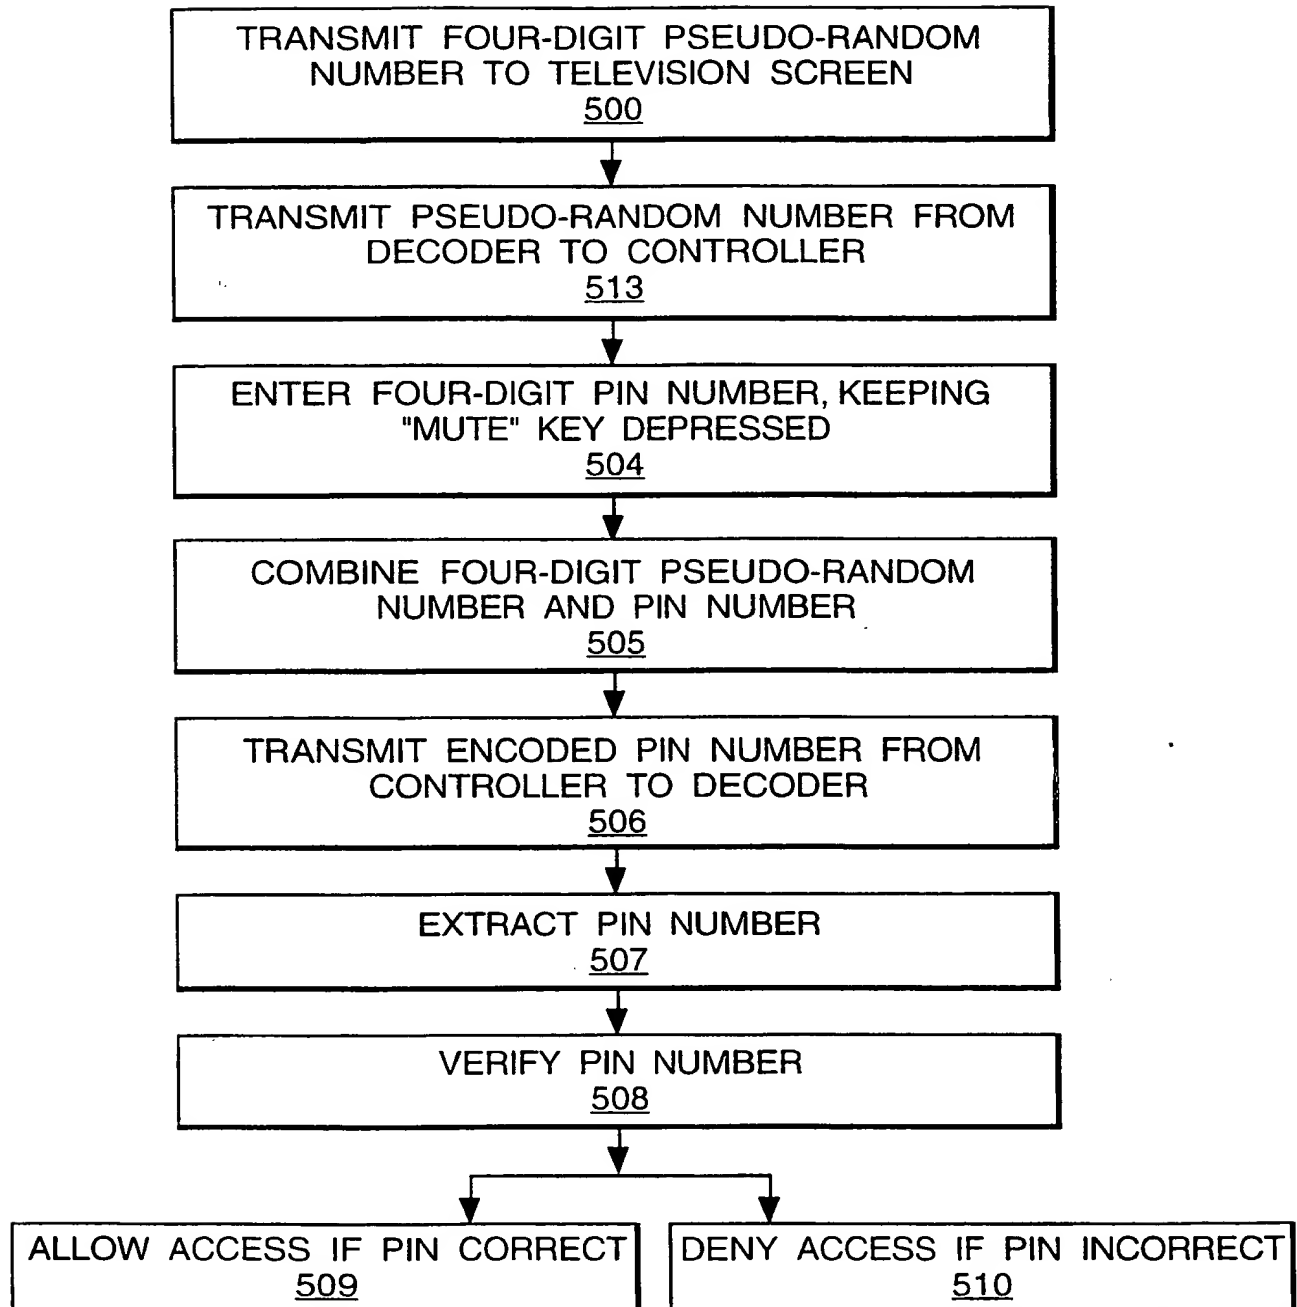 TRANSMIT FOUR-DIGIT PSEUDO-RANDOM
NUMBER TO TELEVISION SCREEN
500
TRANSMIT PSEUDO-RANDOM NUMBER FROM
DECODER TO CONTROLLER
513
ENTER FOUR-DIGIT PIN NUMBER, KEEPING
"MUTE" KEY DEPRESSED
504
COMBINE FOUR-DIGIT PSEUDO-RANDOM
NUMBER AND PIN NUMBER
505
TRANSMIT ENCODED PIN NUMBER FROM
CONTROLLER TO DECODER
506
EXTRACT PIN NUMBER
507
VERIFY PIN NUMBER
508
ALLOW ACCESS IF PIN CORRECT
509
DENY ACCESS IF PIN INCORRECT
510